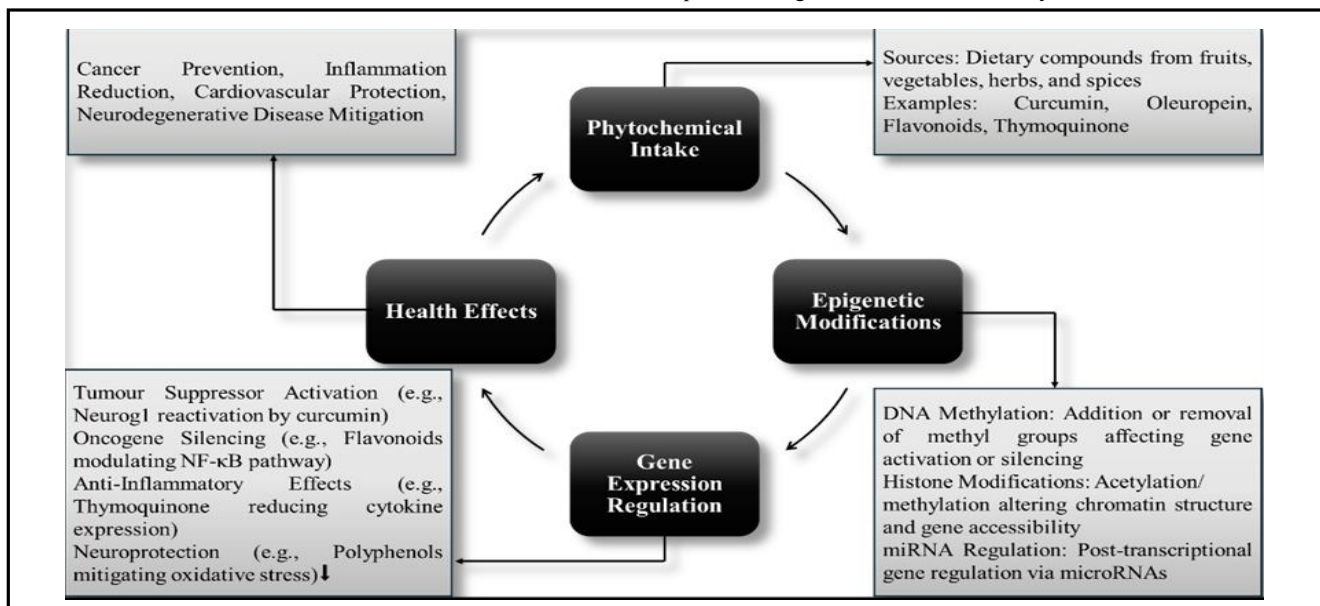 Cancer Prevention, Inflammation
Reduction, Cardiovascular Protection,
Neurodegenerative Disease Mitigation
Sources: Dietary compounds from fruits,
vegetables, herbs, and spices
Examples: Curcumin, Oleuropein,
Flavonoids, Thymoquinone
Phytochemical
Intake
Health Effects
Epigenetic
Modifications
Tumour Suppressor Activation (e.g.,
Neurog1 reactivation by curcumin)
Oncogene Silencing (e.g., Flavonoids
modulating NF-κB pathway)
Anti-Inflammatory Effects (e.g.,
Thymoquinone reducing cytokine
expression)
Neuroprotection (e.g., Polyphenols
mitigating oxidative stress)⬇
Gene
Expression
Regulation
DNA Methylation: Addition or removal
of methyl groups affecting gene
activation or silencing
Histone Modifications: Acetylation/
methylation altering chromatin structure
and gene accessibility
miRNA Regulation: Post-transcriptional
gene regulation via microRNAs